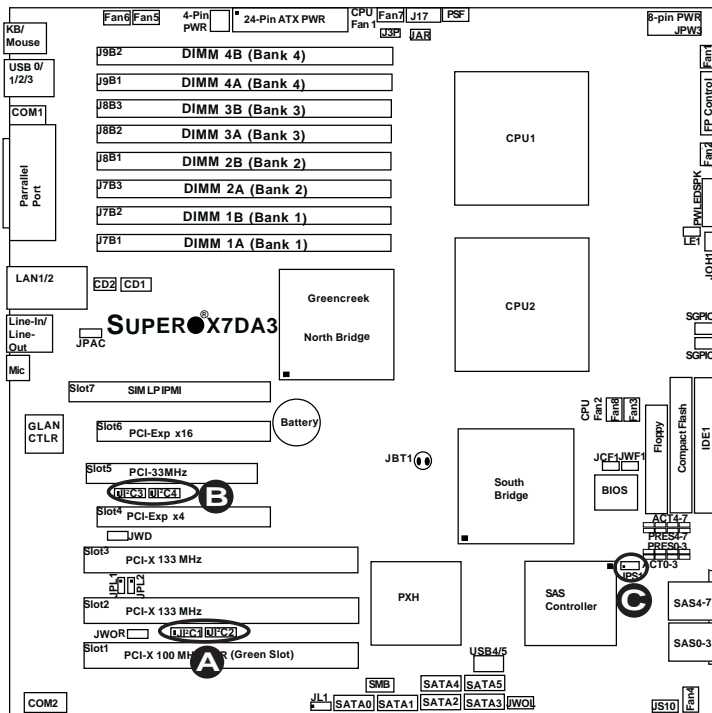 Fan6 Fan5
4-Pin
PWR
24-Pin ATX PWR
CPU
Fan 1
Fan7
J17
PSF
J3P
JAR
8-pin PWR
JPW3
KB/
Mouse
USB 0/
1/2/3
COM1
Parrallel
Port
J9B2 DIMM 4B (Bank 4)
J9B1 DIMM 4A (Bank 4)
J8B3 DIMM 3B (Bank 3)
J8B2 DIMM 3A (Bank 3)
J8B1 DIMM 2B (Bank 2)
J7B3 DIMM 2A (Bank 2)
J7B2 DIMM 1B (Bank 1)
J7B1 DIMM 1A (Bank 1)
CPU1
CPU2
Fan1
FP Control
Fan2
PWLEDSPK
LE1
JOH1
LAN1/2
CD2 CD1
SUPER●® X7DA3
Greencreek
North Bridge
Line-In/
Line-
Out
JPAC
Mic
SGPIO
SGPIO
Slot7 SIM LP IPMI
GLAN
CTLR
Slot6 PCI-Exp x16
Battery
Slot5 PCI-33MHz
JI²C3 JI²C4
B
Slot4 PCI-Exp x4
JWD
Slot3 PCI-X 133 MHz
JPL1
JPL2
Slot2 PCI-X 133 MHz
JWOR
JI²C1 JI²C2
A
Slot1 PCI-X 100 MHz (Green Slot)
CPU
Fan2
Fan8
Fan3
Floppy
Compact Flash
IDE1
JBT1
South
Bridge
JCF1 JWF1
BIOS
ACT4-7
PRES4-7
PRES0-3
ACT0-3
JPS1
C
PXH
SAS
Controller
SAS4-7
SAS0-3
USB4/5
SMB
SATA4 SATA5
COM2
JL1
SATA0 SATA1 SATA2 SATA3 JWOL
JS10
Fan4